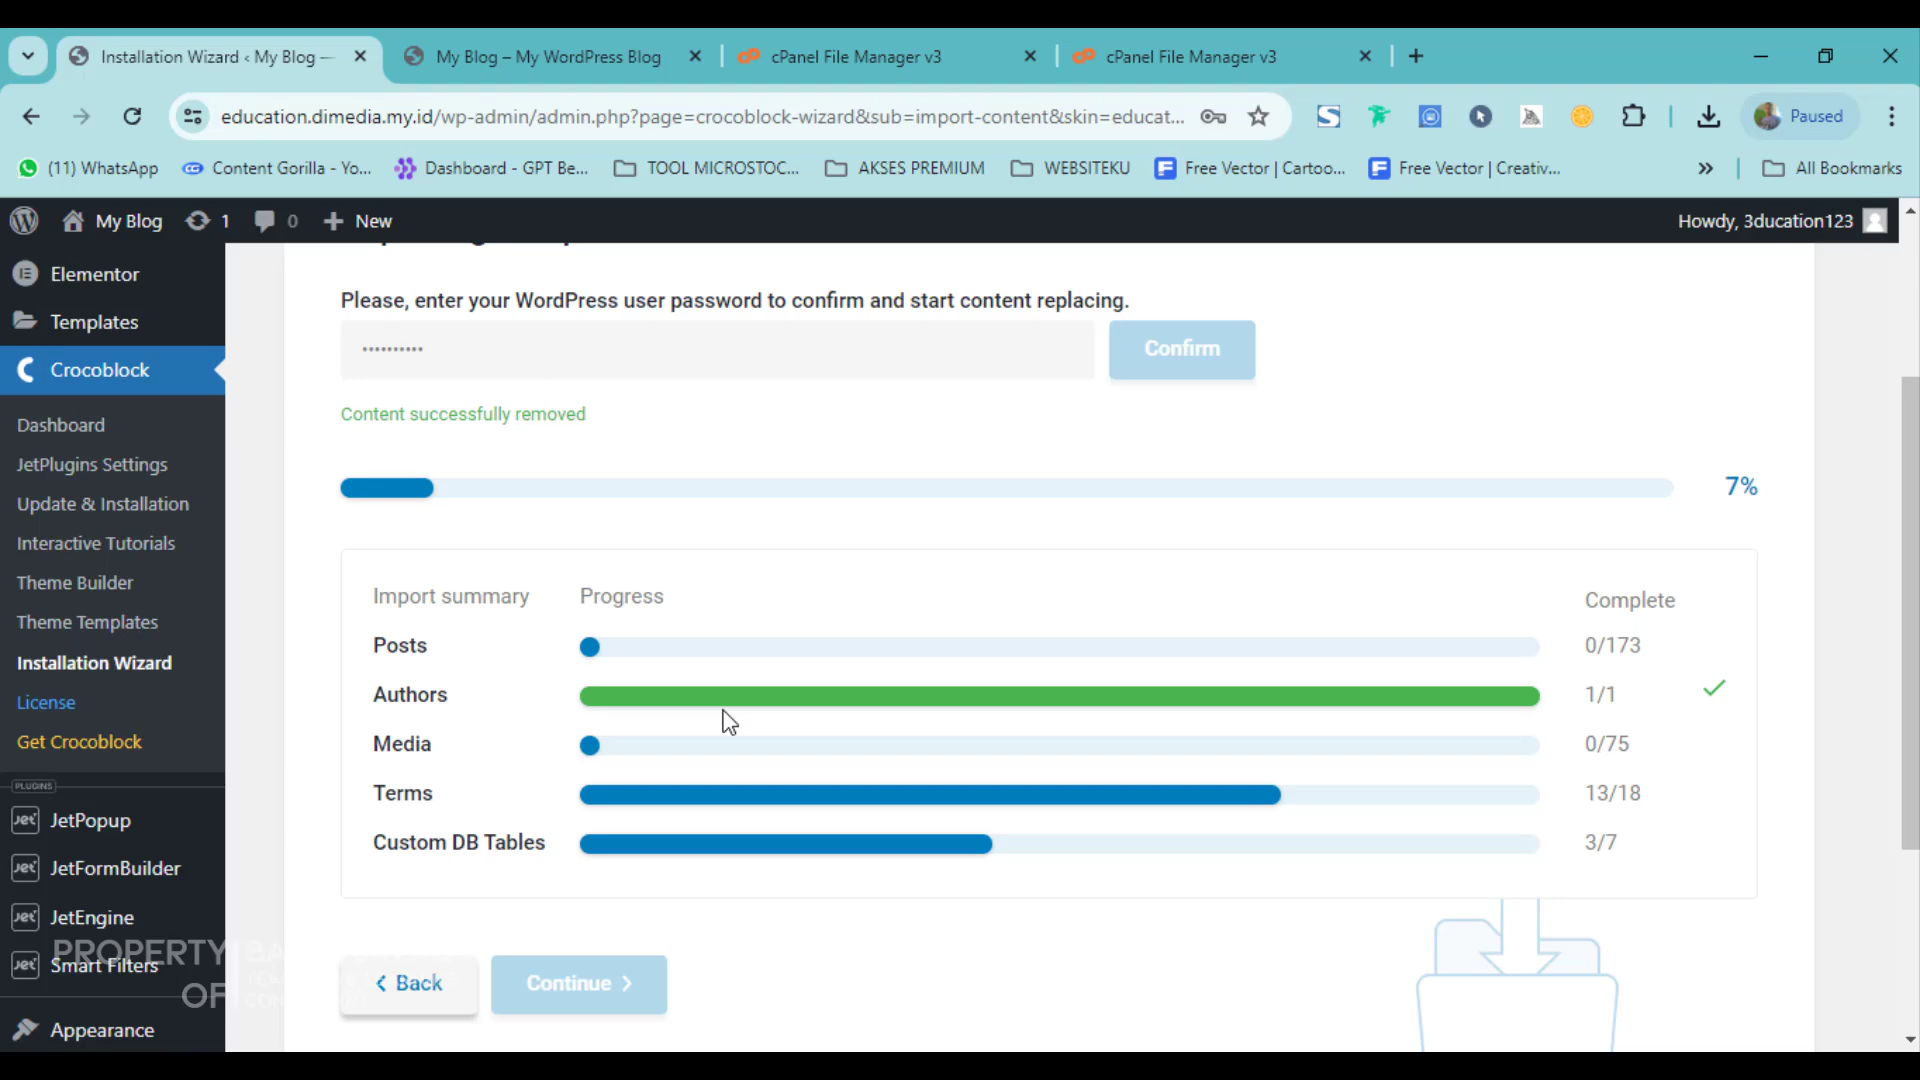 Installation Wizard ‹ My Blog —
My Blog – My WordPress Blog
cPanel File Manager v3
cPanel File Manager v3
education.dimedia.my.id/wp-admin/admin.php?page=crocoblock-wizard&sub=import-content&skin=educat...
Paused
(11) WhatsApp
Content Gorilla - Yo...
Dashboard - GPT Be...
TOOL MICROSTOC...
AKSES PREMIUM
WEBSITEKU
Free Vector | Cartoo...
Free Vector | Creativ...
All Bookmarks
My Blog
1
0
New
Howdy, 3ducation123
Elementor
Templates
Crocoblock
Dashboard
JetPlugins Settings
Update & Installation
Interactive Tutorials
Theme Builder
Theme Templates
Installation Wizard
License
Get Crocoblock
PLUGINS
JetPopup
JetFormBuilder
JetEngine
Smart Filters
Appearance
Please, enter your WordPress user password to confirm and start content replacing.
Confirm
Content successfully removed
7%
Import summary Progress Complete
Posts 0/173
Authors 1/1
Media 0/75
Terms 13/18
Custom DB Tables 3/7
Back
Continue
PROPERTY
OF